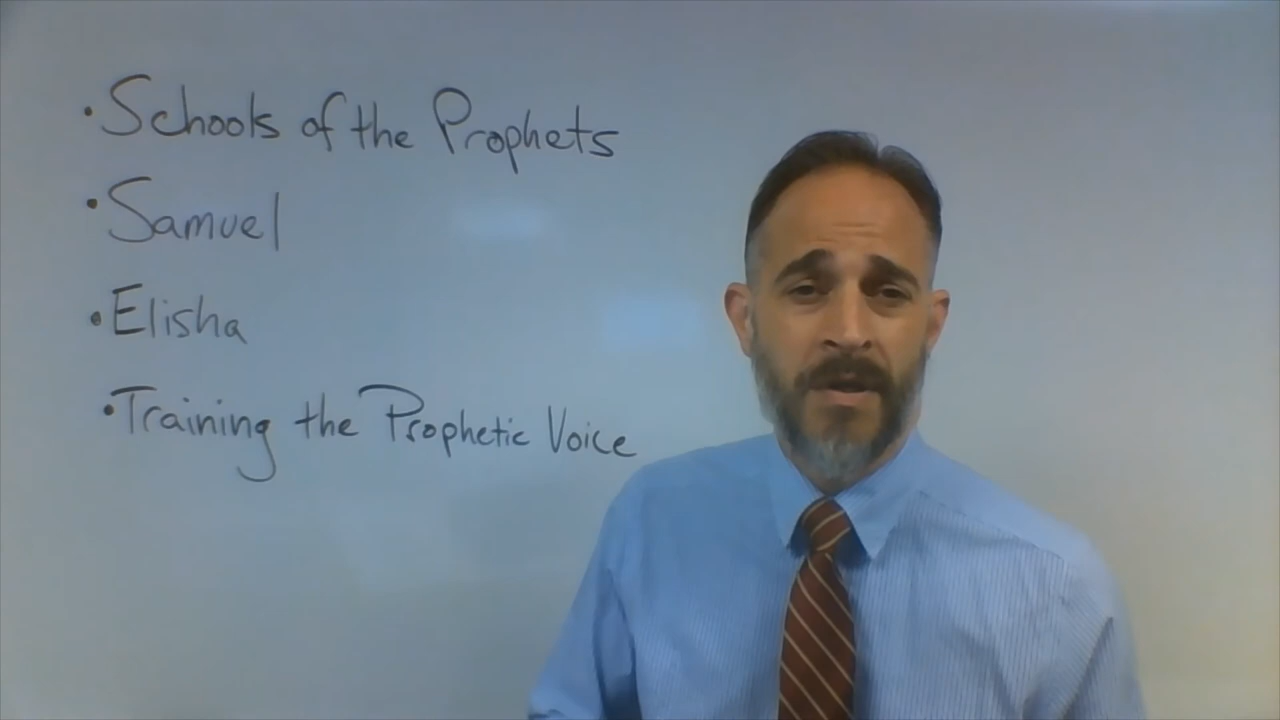 • Schools of the Prophets
• Samuel
• Elisha
• Training the Prophetic Voice